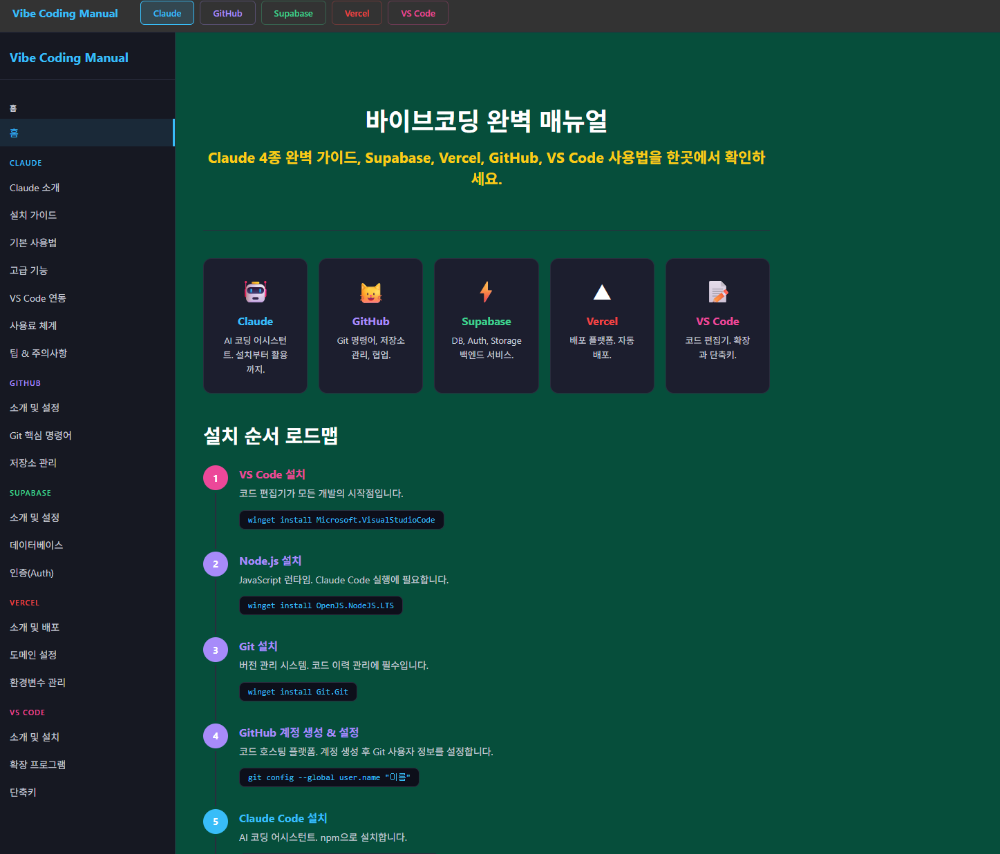 Vibe Coding Manual
Claude
GitHub
Supabase
Vercel
VS Code
Vibe Coding Manual
홈
홈
CLAUDE
Claude 소개
설치 가이드
기본 사용법
고급 기능
VS Code 연동
사용료 체계
팁 & 주의사항
GITHUB
소개 및 설정
Git 핵심 명령어
저장소 관리
SUPABASE
소개 및 설정
데이터베이스
인증(Auth)
VERCEL
소개 및 배포
도메인 설정
환경변수 관리
VS CODE
소개 및 설치
확장 프로그램
단축키
바이브코딩 완벽 매뉴얼
Claude 4종 완벽 가이드, Supabase, Vercel, GitHub, VS Code 사용법을 한곳에서 확인하
세요.
Claude
AI 코딩 어시스턴
트. 설치부터 활용
까지.
GitHub
Git 명령어, 저장소
관리, 협업.
Supabase
DB, Auth, Storage
백엔드 서비스.
Vercel
배포 플랫폼. 자동
배포.
VS Code
코드 편집기. 확장
과 단축키.
설치 순서 로드맵
1
VS Code 설치
코드 편집기가 모든 개발의 시작점입니다.
winget install Microsoft.VisualStudioCode
2
Node.js 설치
JavaScript 런타임. Claude Code 실행에 필요합니다.
winget install OpenJS.NodeJS.LTS
3
Git 설치
버전 관리 시스템. 코드 이력 관리에 필수입니다.
winget install Git.Git
4
GitHub 계정 생성 & 설정
코드 호스팅 플랫폼. 계정 생성 후 Git 사용자 정보를 설정합니다.
git config --global user.name "이름"
5
Claude Code 설치
AI 코딩 어시스턴트. npm으로 설치합니다.